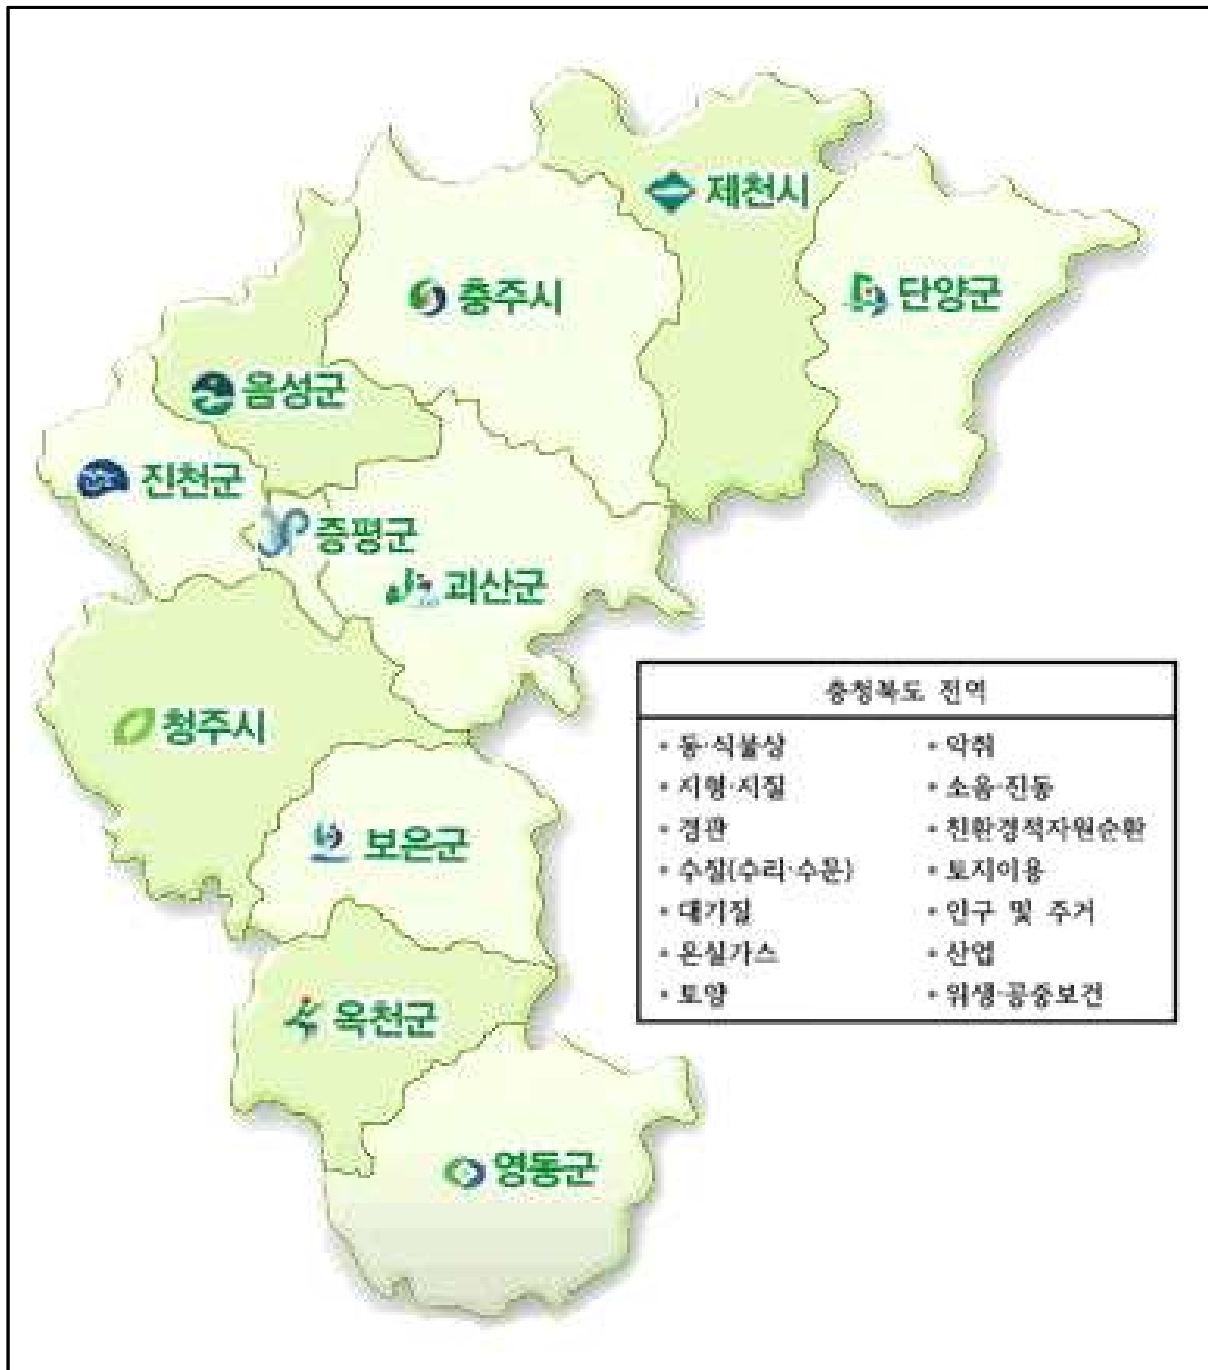 제천시
단양군
충주시
음성군
진천군
증평군
괴산군
청주시
보은군
옥천군
영동군
충청북도 전역
• 동·식물상
• 지형·지질
• 경관
• 수질(수리·수문)
• 대기질
• 온실가스
• 토양
• 악취
• 소음·진동
• 친환경적자원순환
• 토지이용
• 인구 및 주거
• 산업
• 위생·공중보건